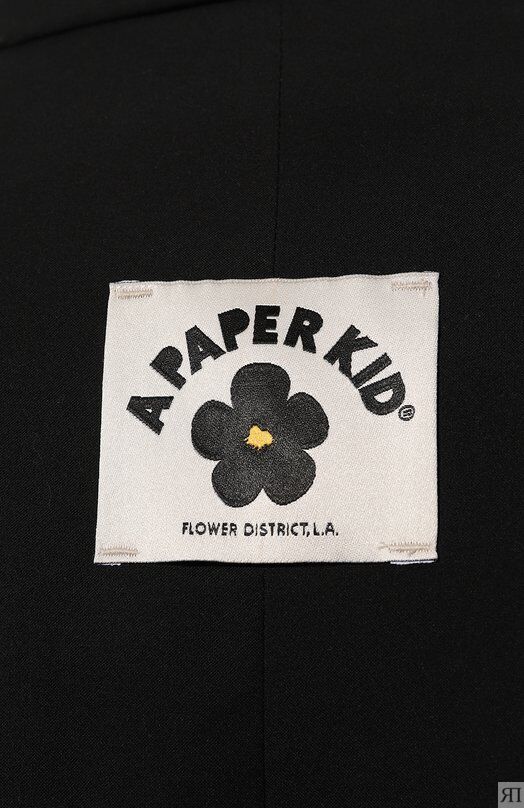 A PAPER KID®
FLOWER DISTRICT, L.A.